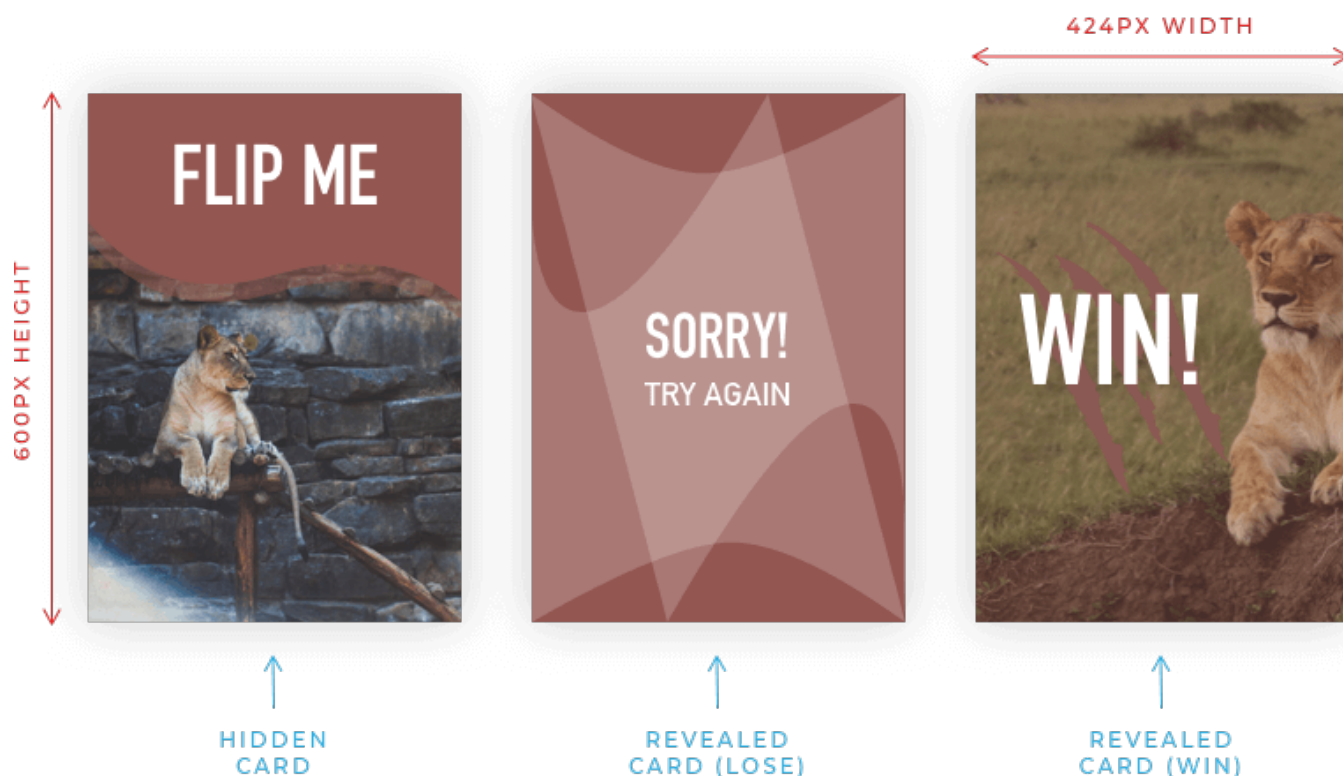 424PX WIDTH
600PX HEIGHT
FLIP ME
SORRY!
TRY AGAIN
WIN!
HIDDEN
CARD
REVEALED
CARD (LOSE)
REVEALED
CARD (WIN)